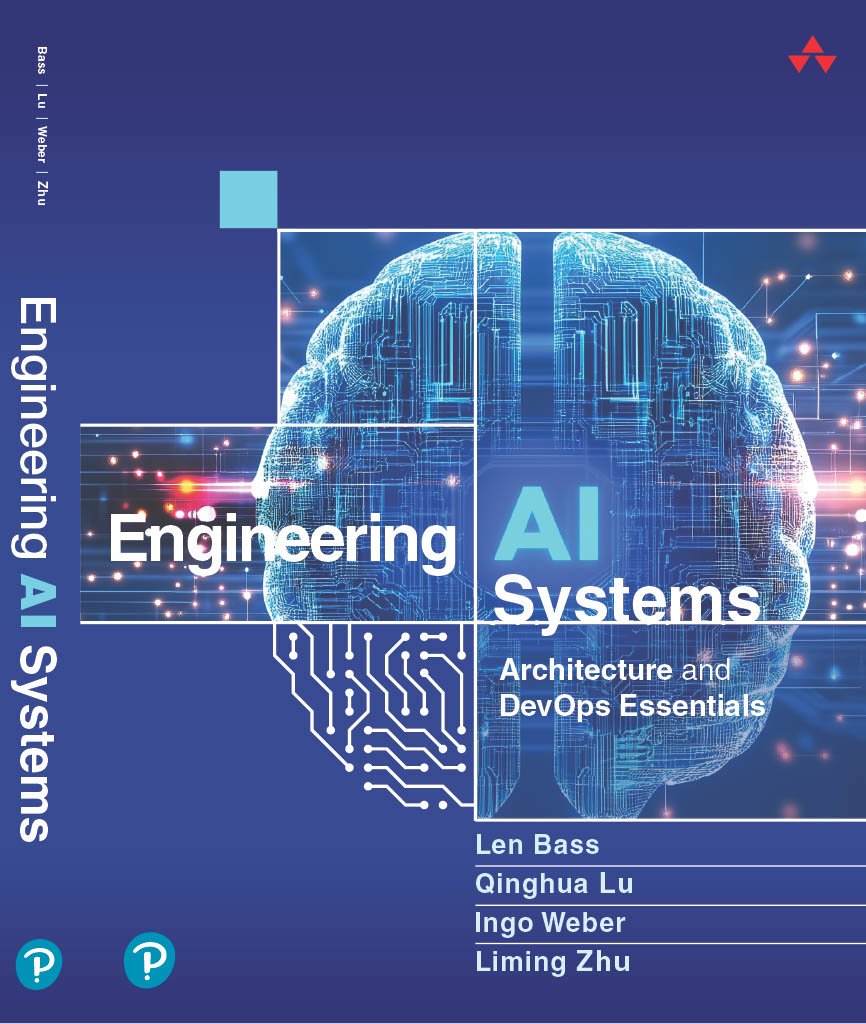 Bass | Lu | Weber | Zhu
Engineering AI Systems
Engineering
AI
Systems
Architecture and
DevOps Essentials
Len Bass
Qinghua Lu
Ingo Weber
Liming Zhu
P
P